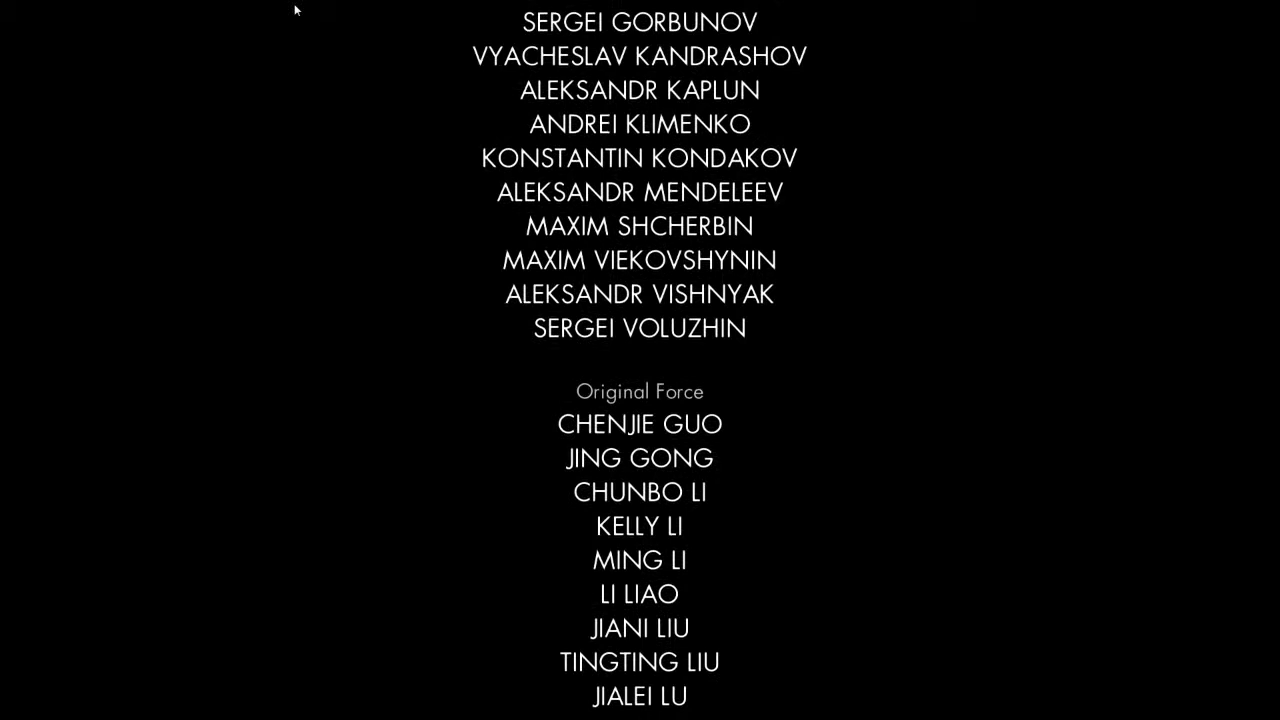 SERGEI GORBUNOV
VYACHESLAV KANDRASHOV
ALEKSANDR KAPLUN
ANDREI KLIMENKO
KONSTANTIN KONDAKOV
ALEKSANDR MENDELEEV
MAXIM SHCHERBIN
MAXIM VIEKOVSHYNIN
ALEKSANDR VISHNYAK
SERGEI VOLUZHIN
Original Force
CHENJIE GUO
JING GONG
CHUNBO LI
KELLY LI
MING LI
LI LIAO
JIANI LIU
TINGTING LIU
JIALEI LU